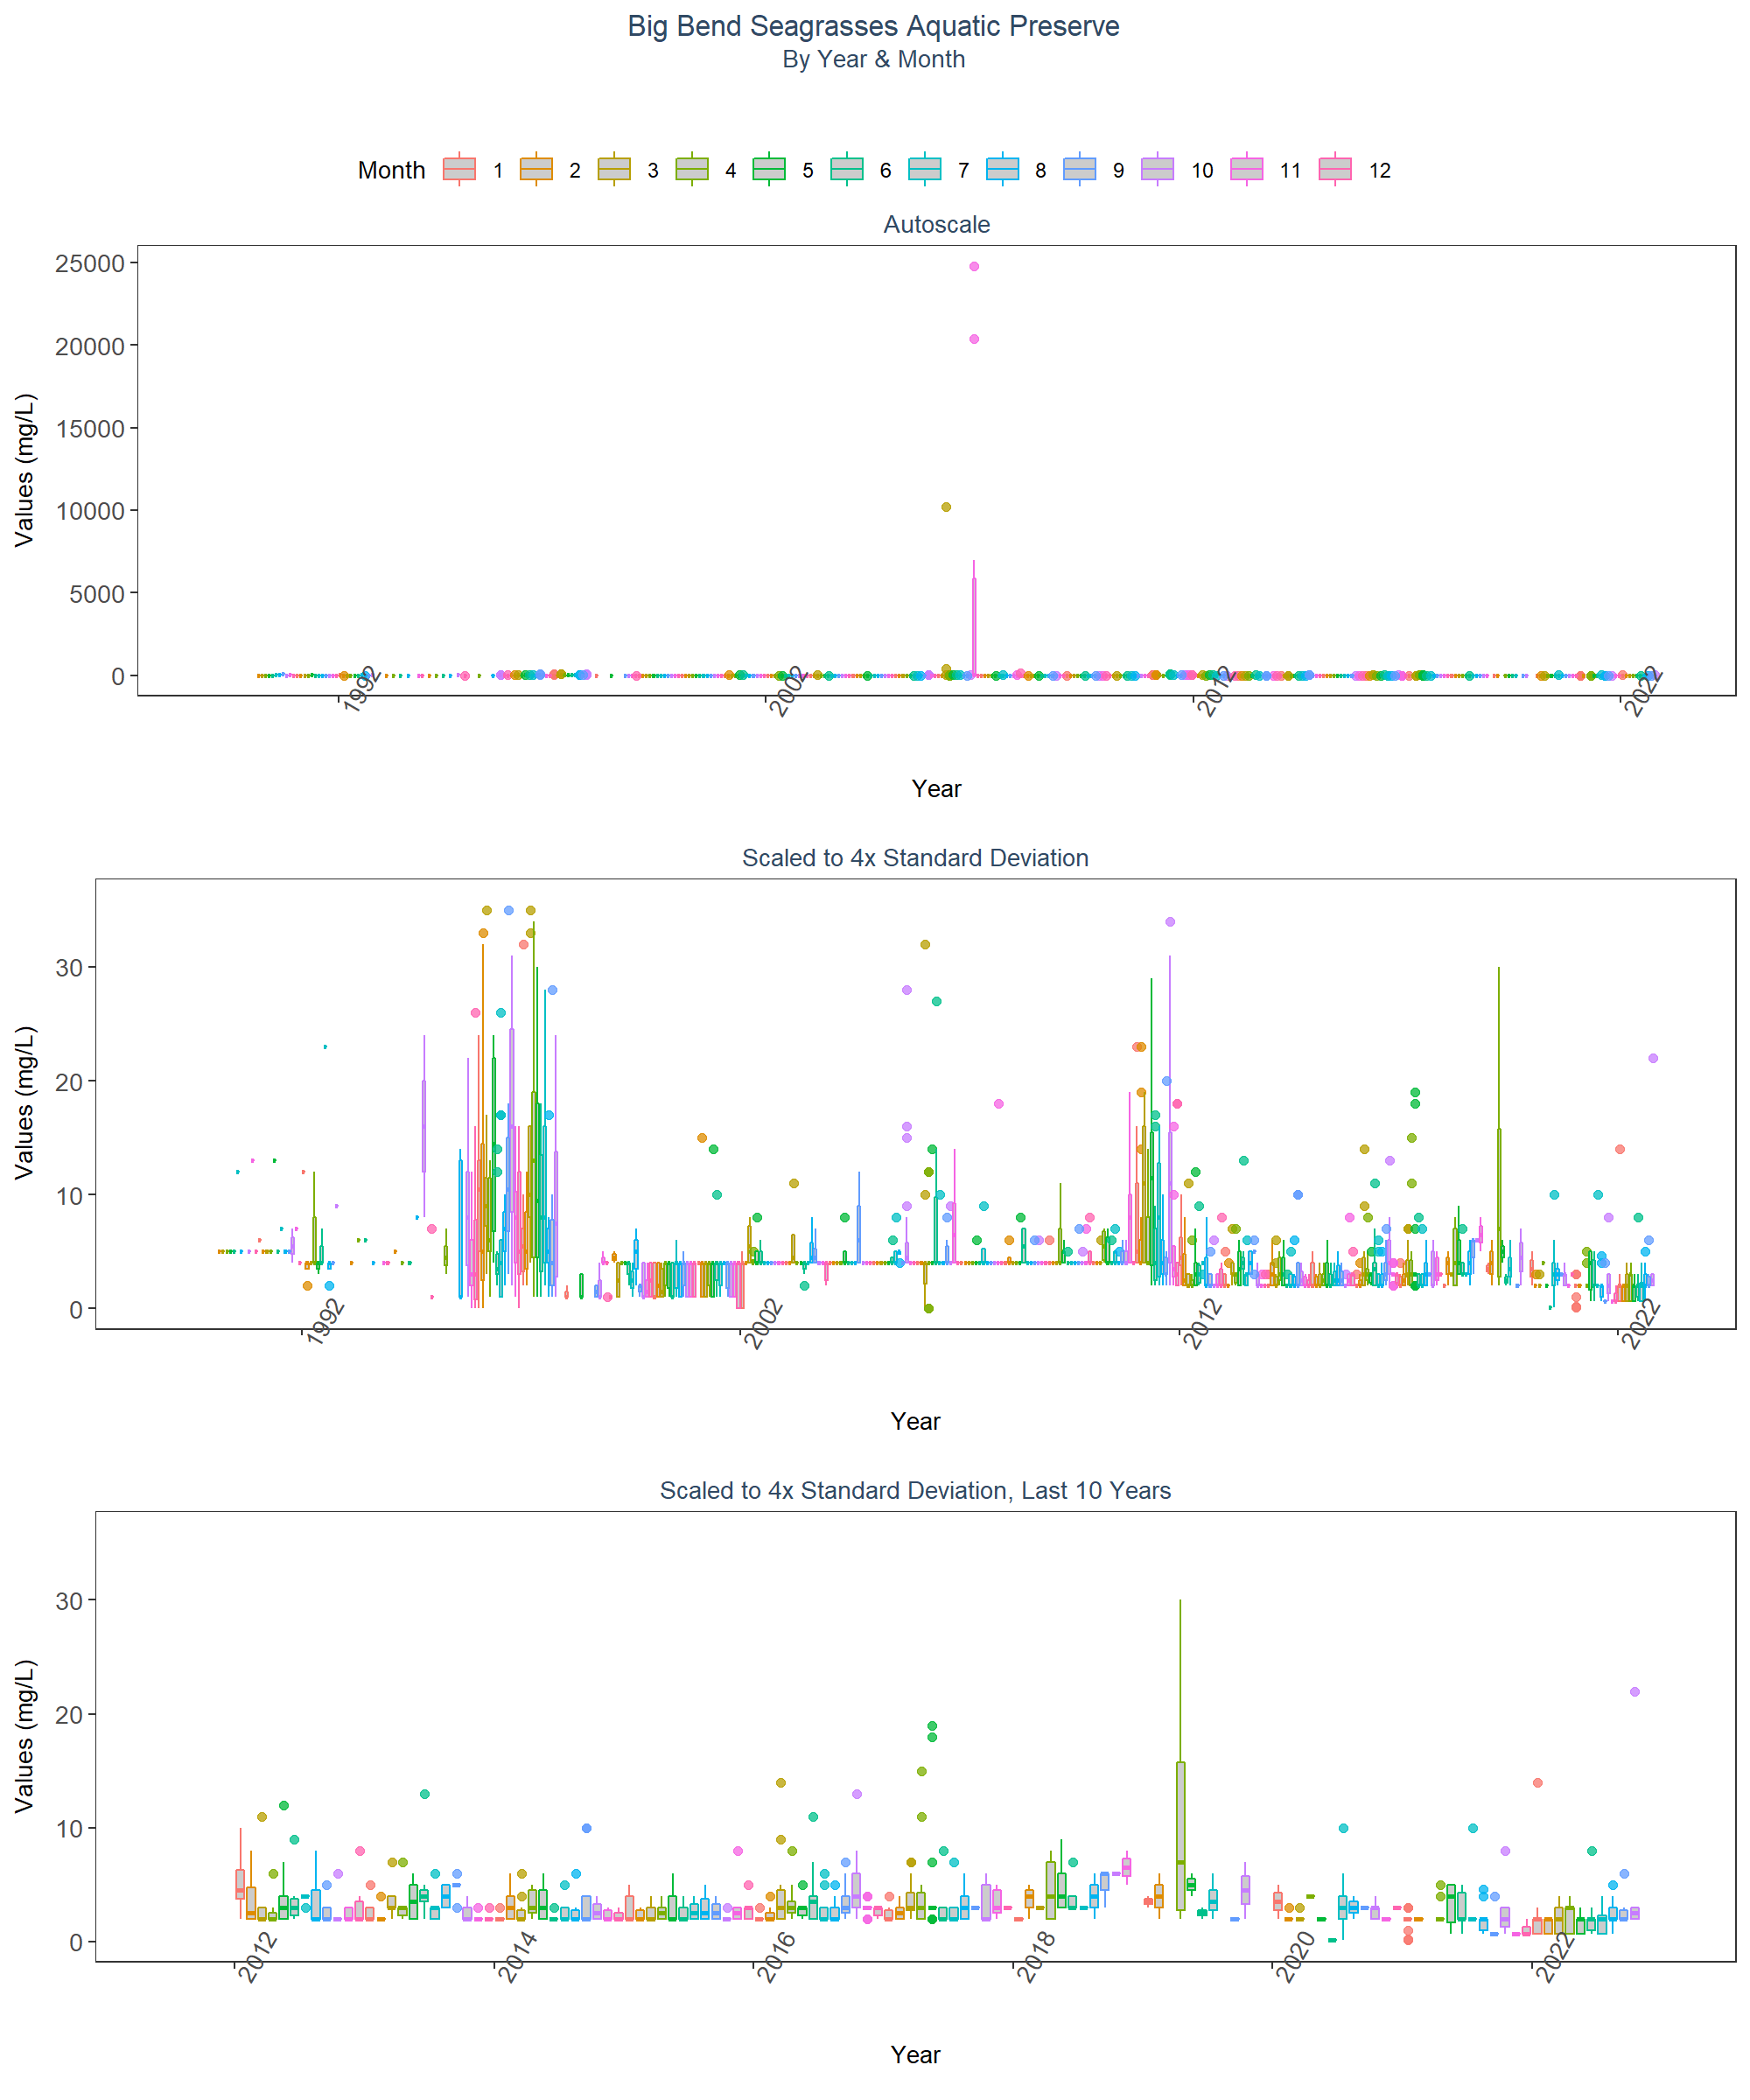 Big Bend Seagrasses Aquatic Preserve
By Year & Month
Month 1 2 3 4 5 6 7 8 9 10 11 12
Autoscale
Values (mg/L)
25000
20000
15000
10000
5000
0
1992 2002 2012 2022
Year
Scaled to 4x Standard Deviation
Values (mg/L)
30
20
10
0
1992 2002 2012 2022
Year
Scaled to 4x Standard Deviation, Last 10 Years
Values (mg/L)
30
20
10
0
2012 2014 2016 2018 2020 2022
Year